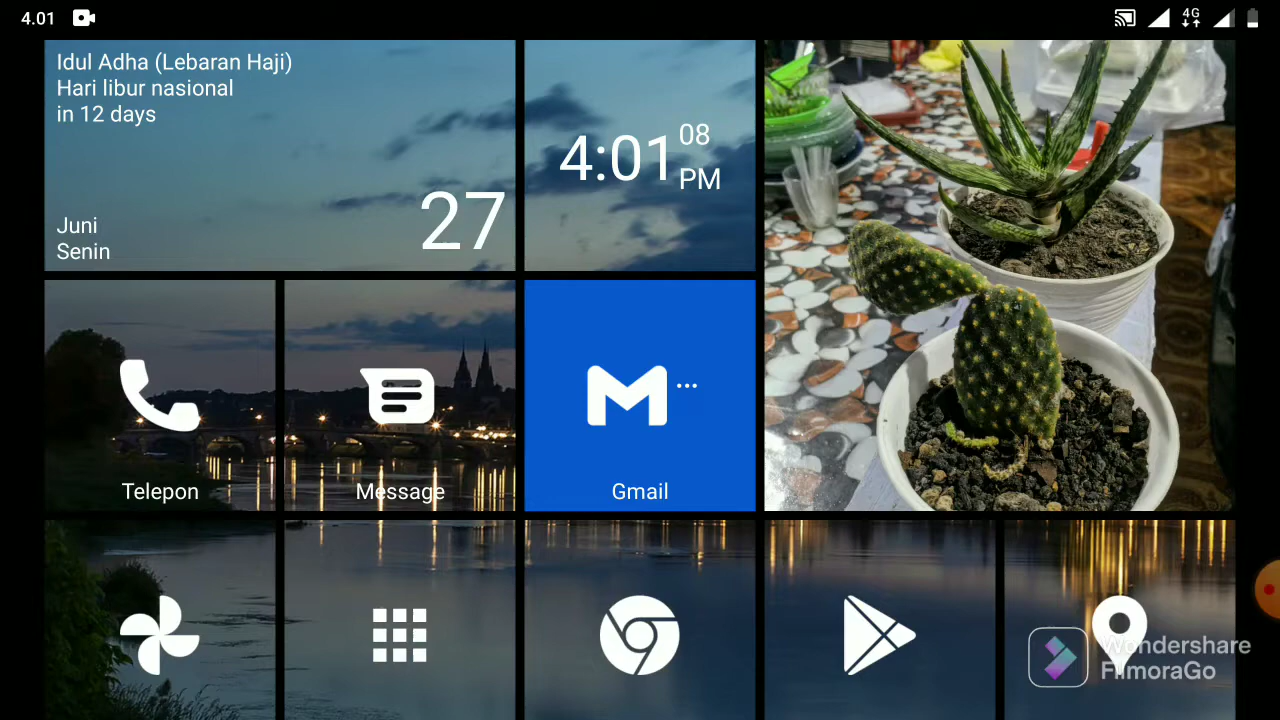 4.01
4G
Idul Adha (Lebaran Haji)
Hari libur nasional
in 12 days
Juni
Senin
27
4:01
08
PM
Telepon
Message
Gmail
Wondershare
FilmoraGo